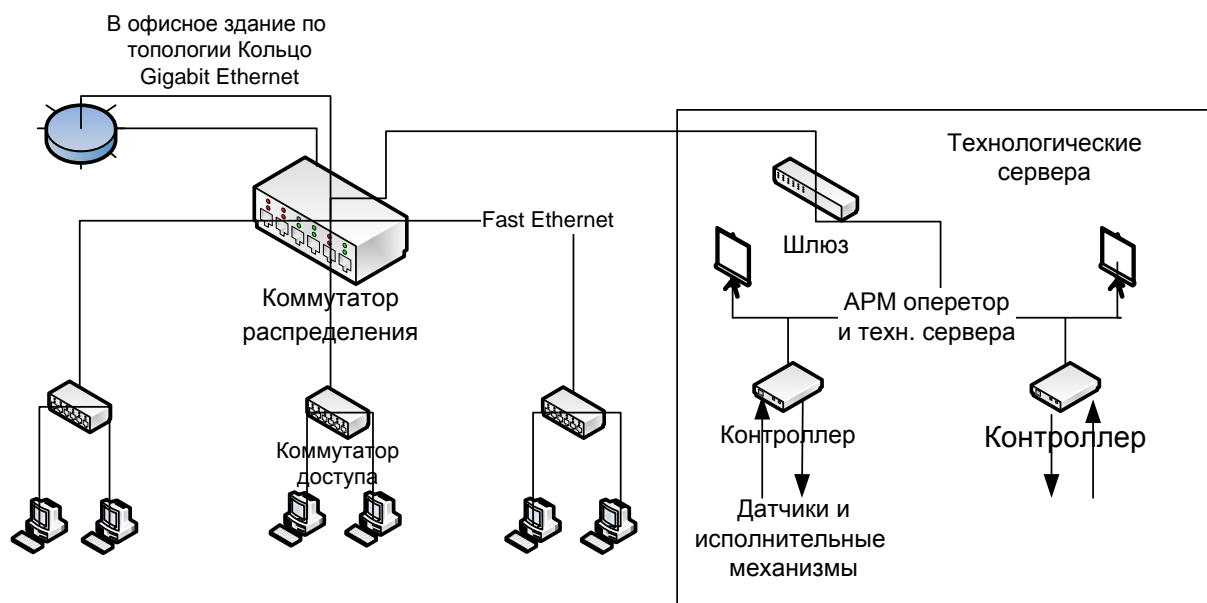 В офисное здание по
топологии Кольцо
Gigabit Ethernet
Технологические
сервера
Fast Ethernet
Шлюз
Коммутатор
распределения
АРМ оперетор
и техн. сервера
Контроллер
Контроллер
Коммутатор
доступа
Датчики и
исполнительные
механизмы